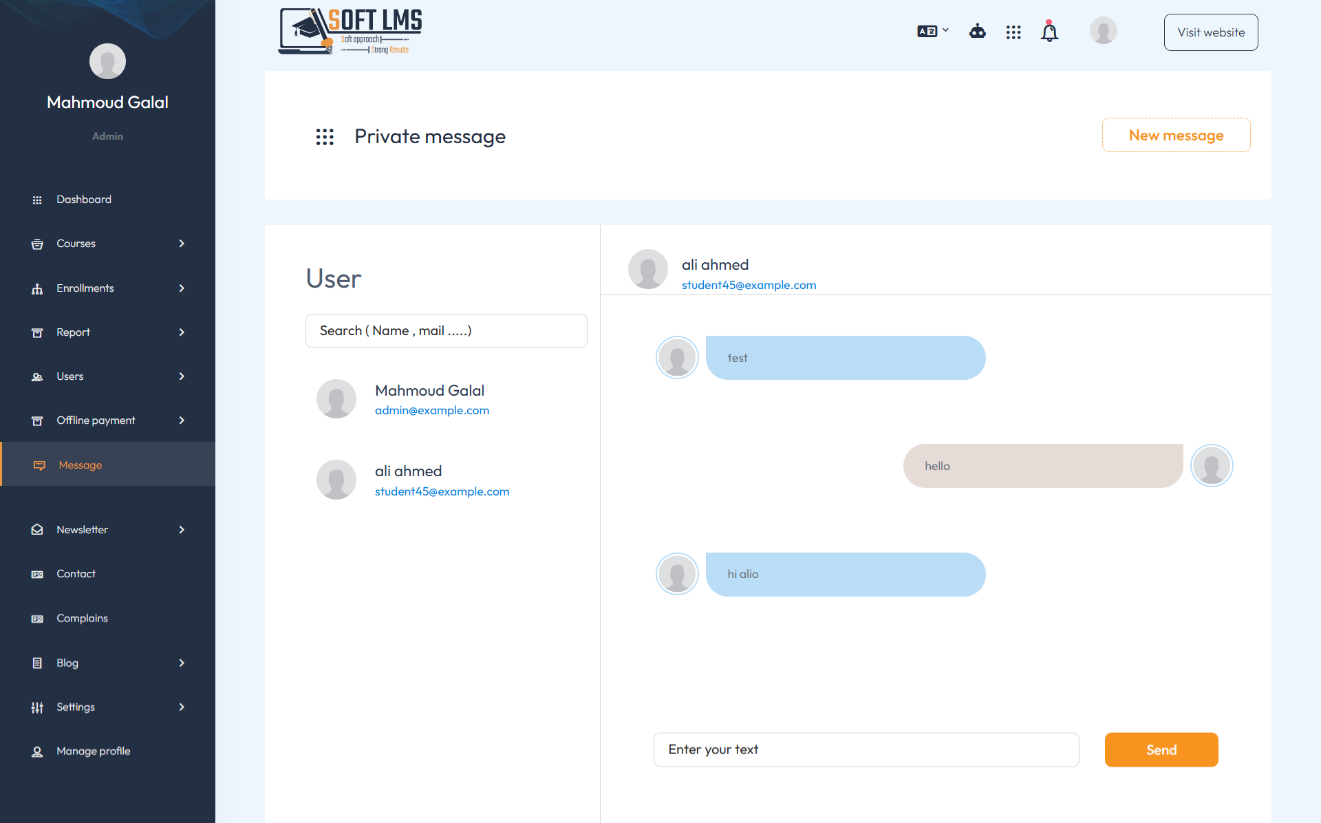 SOFT LMS
Soft approach
Strong Results
Visit website
Mahmoud Galal
Admin
Dashboard
Courses
Enrollments
Report
Users
Offline payment
Message
Newsletter
Contact
Complains
Blog
Settings
Manage profile
Private message
New message
User
Search ( Name , mail .....)
Mahmoud Galal
admin@example.com
ali ahmed
student45@example.com
ali ahmed
student45@example.com
test
hello
hi alio
Enter your text
Send